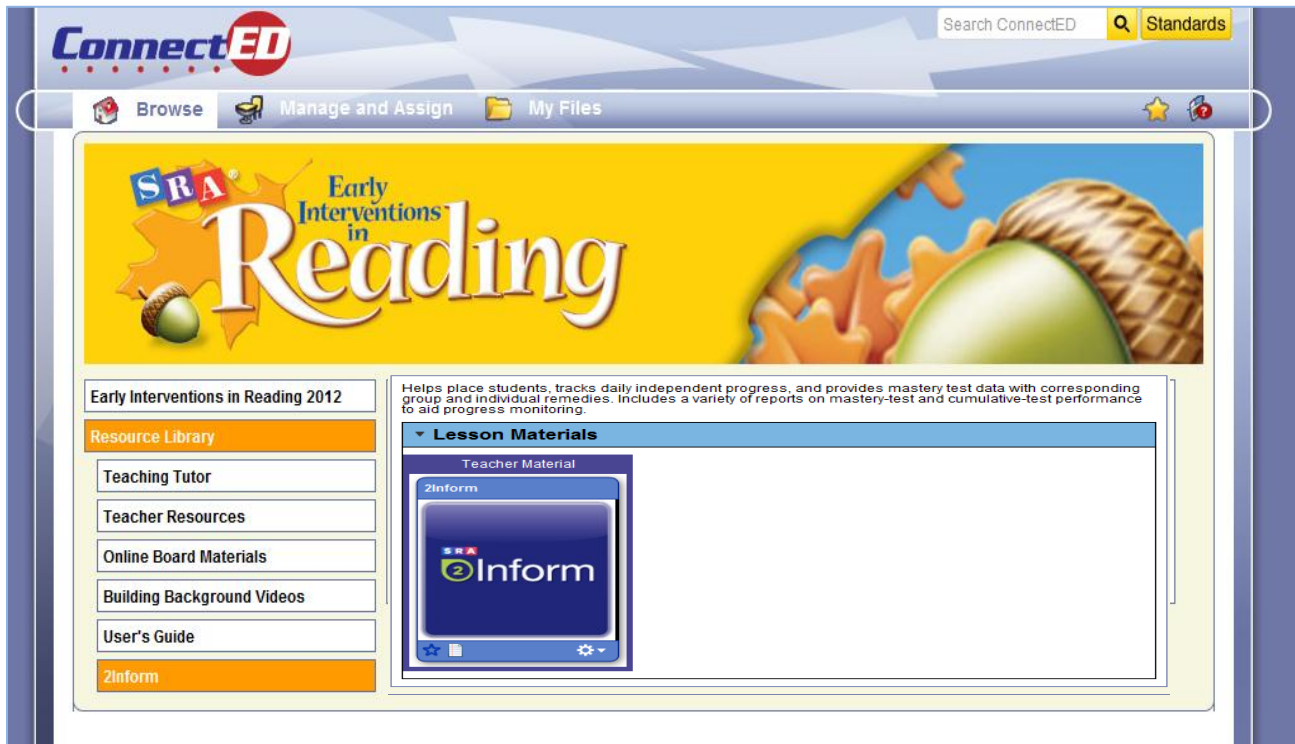 ConnectED
Search ConnectED
Standards
Browse
Manage and Assign
My Files
SRA®
Early
Interventions
in
Reading
Early Interventions in Reading 2012
Resource Library
Teaching Tutor
Teacher Resources
Online Board Materials
Building Background Videos
User's Guide
2Inform
Helps place students, tracks daily independent progress, and provides mastery test data with corresponding
group and individual remedies. Includes a variety of reports on mastery-test and cumulative-test performance
to aid progress monitoring.
Lesson Materials
Teacher Material
2Inform
SRA
2Inform